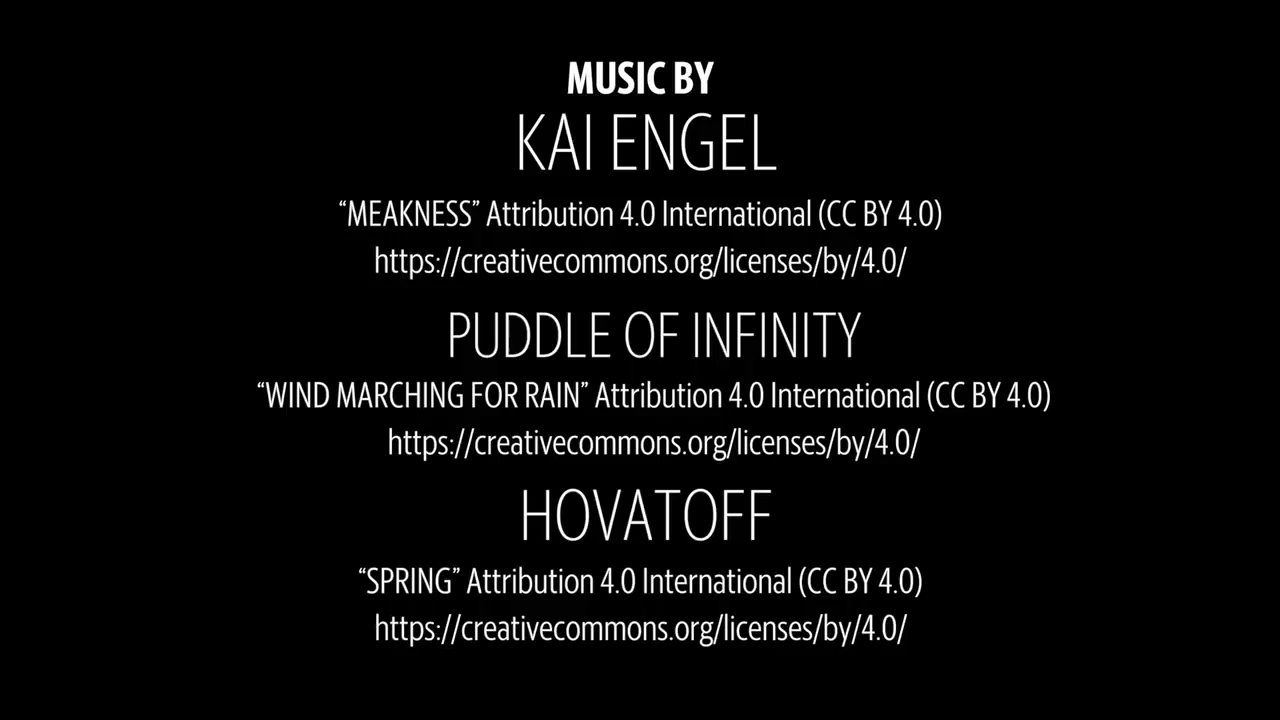 MUSIC BY
KAI ENGEL
“MEAKNESS” Attribution 4.0 International (CC BY 4.0)
https://creativecommons.org/licenses/by/4.0/
PUDDLE OF INFINITY
“WIND MARCHING FOR RAIN” Attribution 4.0 International (CC BY 4.0)
https://creativecommons.org/licenses/by/4.0/
HOVATOFF
“SPRING” Attribution 4.0 International (CC BY 4.0)
https://creativecommons.org/licenses/by/4.0/